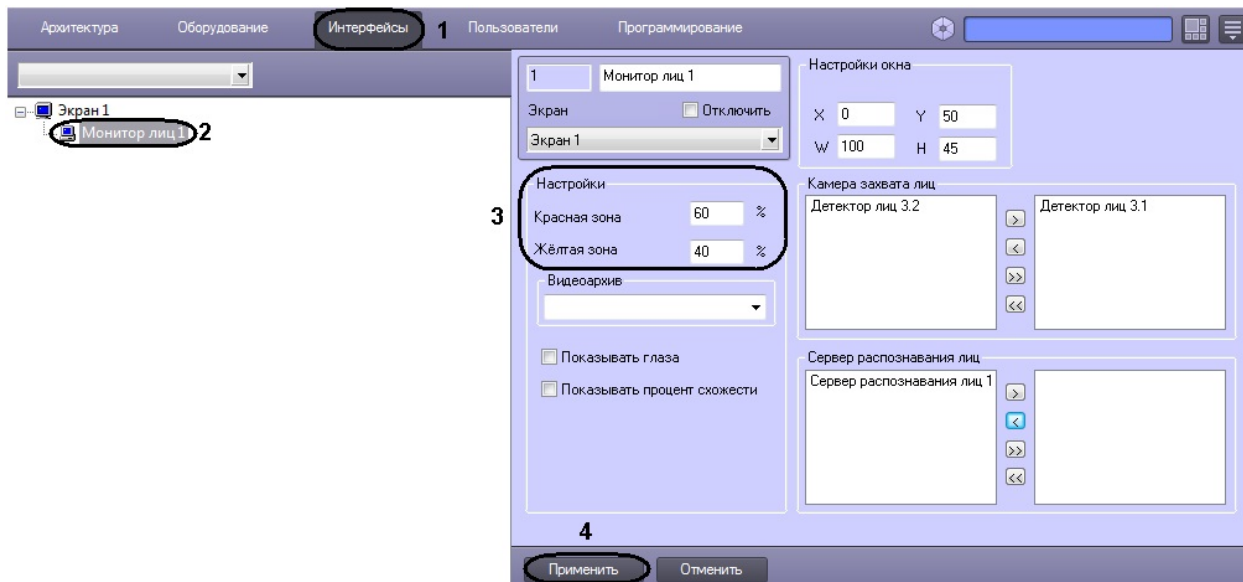 Архитектура Оборудование Интерфейсы 1 Пользователи Программирование
Экран 1
Монитор лиц 1 2
1 Монитор лиц 1
Экран Отключить
Экран 1
Настройки окна
X 0 Y 50
W 100 H 45
3
Настройки
Красная зона 60 %
Жёлтая зона 40 %
Видеоархив
Показывать глаза
Показывать процент схожести
Камера захвата лиц
Детектор лиц 3.2 > Детектор лиц 3.1
<
>>
<<
Сервер распознавания лиц
Сервер распознавания лиц 1 >
<
>>
<<
4
Применить Отменить